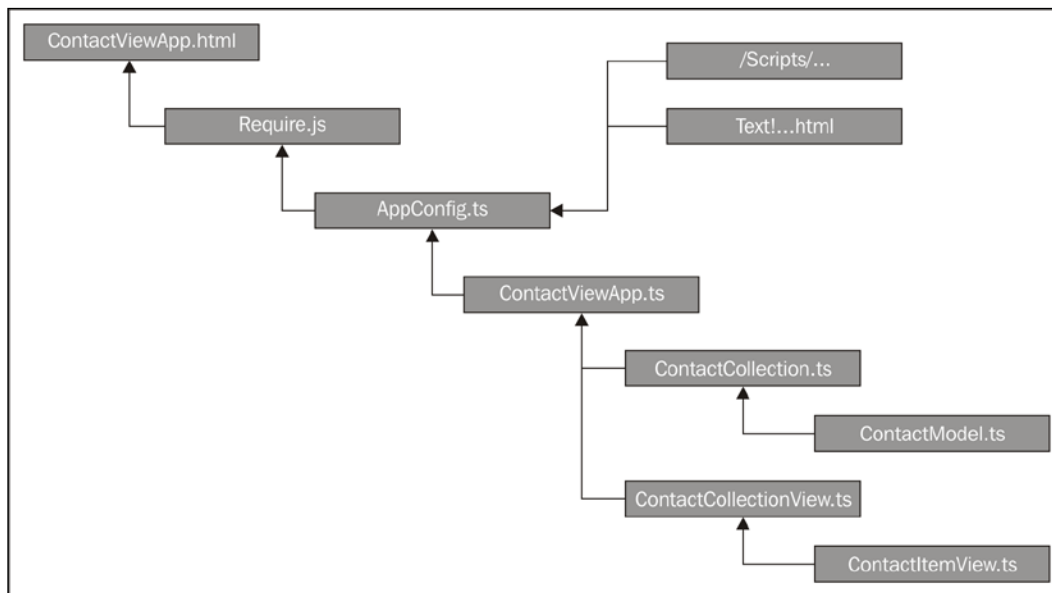 ContactViewApp.html
/Scripts/...
Require.js
Text!...html
AppConfig.ts
ContactViewApp.ts
ContactCollection.ts
ContactModel.ts
ContactCollectionView.ts
ContactItemView.ts